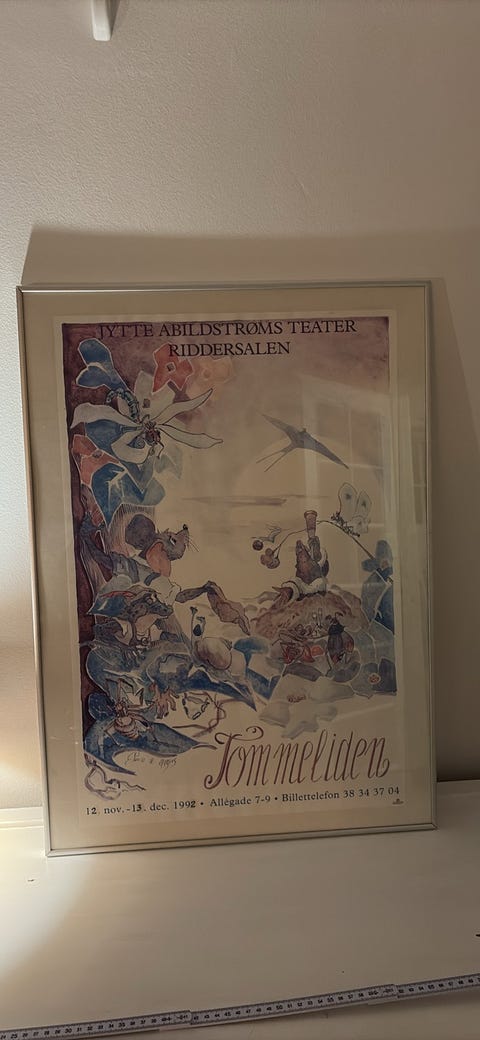 JYTTE ABILDSTRØMS TEATER
RIDDERSALEN
Tommeliden
12. nov. - 13. dec. 1992 • Allégade 7-9 • Billettelefon 38 34 37 04